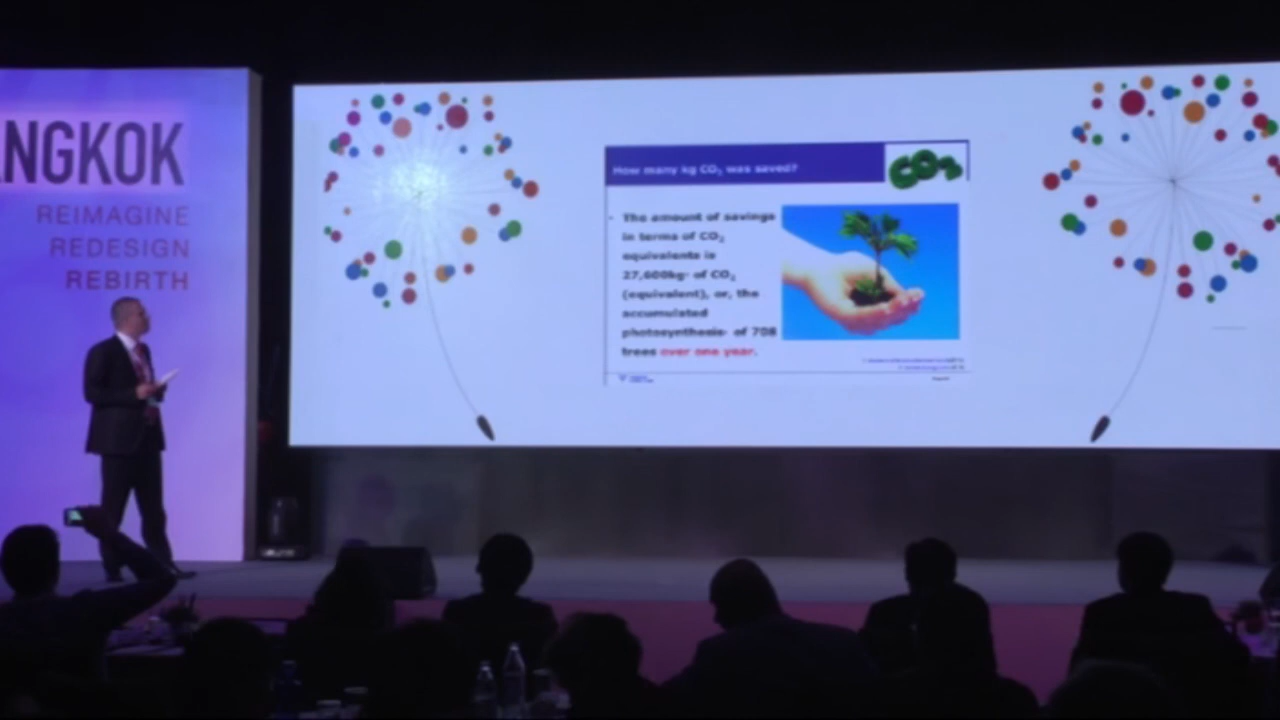 NGKOK
REIMAGINE
REDESIGN
REBIRTH
How many kg CO₂ was saved?
CO₂
• The amount of savings
in terms of CO₂
equivalents is
27,600kg of CO₂
(equivalent), or, the
accumulated
photosynthesis of 708
trees over one year.